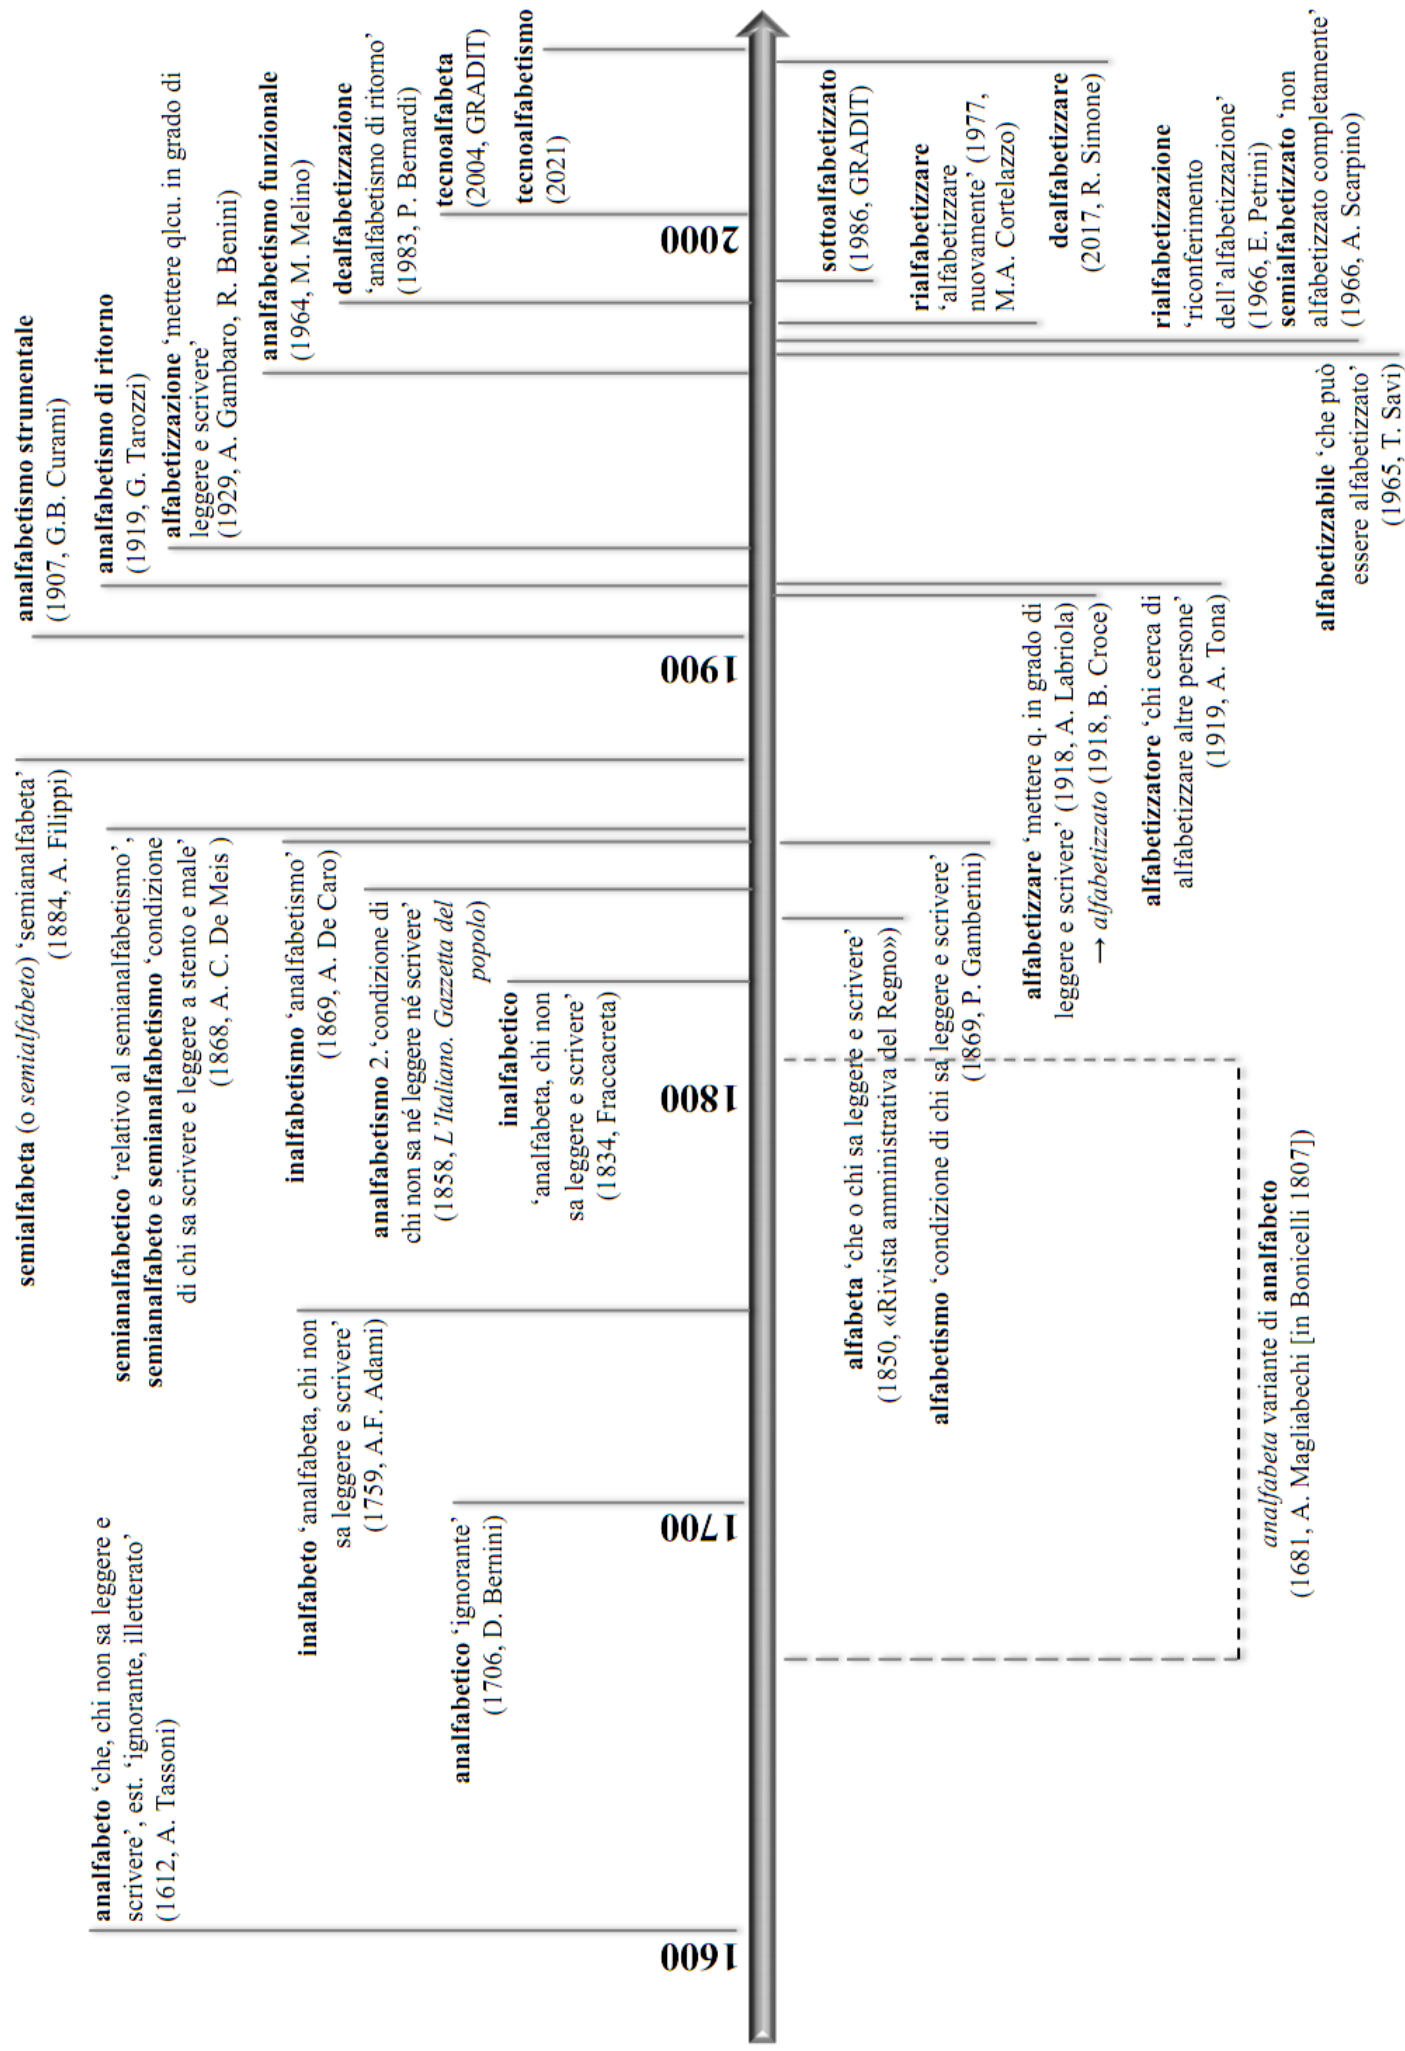 analfabeto ‘che, chi non sa leggere e
scrivere’, est. ‘ignorante, illetterato’
(1612, A. Tassoni)
analfabetico ‘ignorante’
(1706, D. Bernini)
inalfabeto ‘analfabeta, chi non
sa leggere e scrivere’
(1759, A.F. Adami)
semialfabeta (o semialfabeto) ‘semianalfabeta’
(1884, A. Filippi)
semianalfabetico ‘relativo al semianalfabetismo’,
semianalfabeto e semianalfabetismo ‘condizione
di chi sa scrivere e leggere a stento e male’
(1868, A. C. De Meis )
inalfabetismo ‘analfabetismo’
(1869, A. De Caro)
analfabetismo 2.‘condizione di
chi non sa né leggere né scrivere’
(1858, L’Italiano. Gazzetta del
popolo)
inalfabetico
‘analfabeta, chi non
sa leggere e scrivere’
(1834, Fraccacreta)
analfabetismo strumentale
(1907, G.B. Curami)
analfabetismo di ritorno
(1919, G. Tarozzi)
alfabetizzazione ‘mettere qlcu. in grado di
leggere e scrivere’
(1929, A. Gambaro, R. Benini)
analfabetismo funzionale
(1964, M. Melino)
dealfabetizzazione
‘analfabetismo di ritorno’
(1983, P. Bernardi)
tecnoalfabeta
(2004, GRADIT)
tecnoalfabetismo
(2021)
1600
1700
1800
1900
2000
analfabeta variante di analfabeto
(1681, A. Magliabechi [in Bonicelli 1807])
alfabeta ‘che o chi sa leggere e scrivere’
(1850, «Rivista amministrativa del Regno»)
alfabetismo ‘condizione di chi sa leggere e scrivere’
(1869, P. Gamberini)
alfabetizzare ‘mettere q. in grado di
leggere e scrivere’ (1918, A. Labriola)
→ alfabetizzato (1918, B. Croce)
alfabetizzatore ‘chi cerca di
alfabetizzare altre persone’
(1919, A. Tona)
alfabetizzabile ‘che può
essere alfabetizzato’
(1965, T. Savi)
sottoalfabetizzato
(1986, GRADIT)
rialfabetizzare
‘alfabetizzare
nuovamente’ (1977,
M.A. Cortelazzo)
dealfabetizzare
(2017, R. Simone)
rialfabetizzazione
‘riconferimento
dell’alfabetizzazione’
(1966, E. Petrini)
semialfabetizzato ‘non
alfabetizzato completamente’
(1966, A. Scarpino)